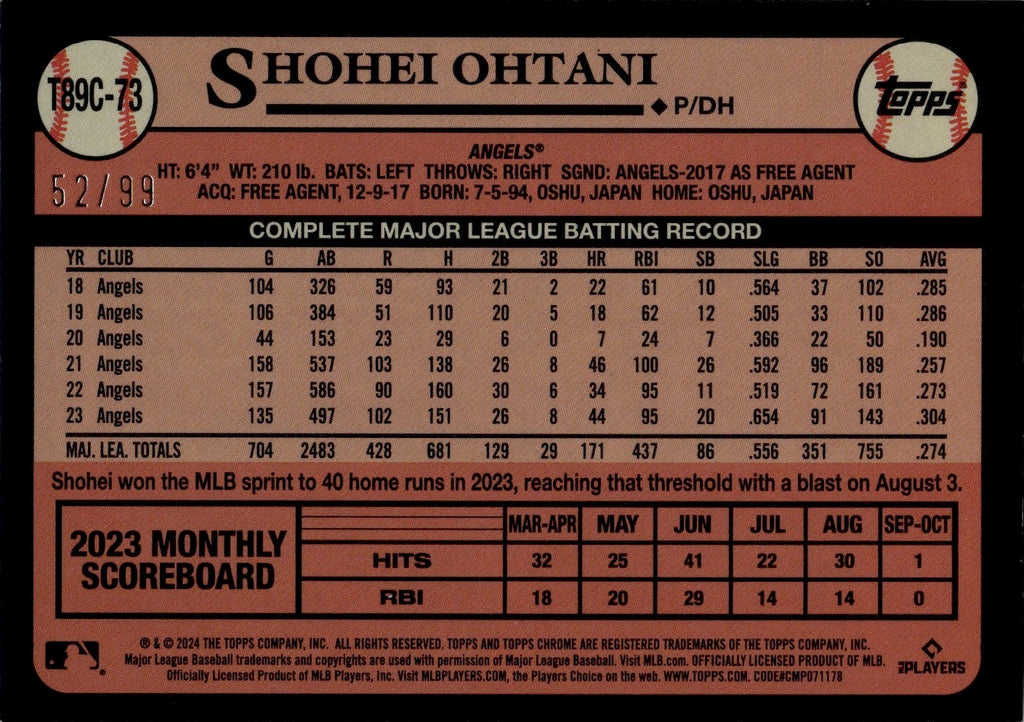 T89C-73
SHOHEI OHTANI
◆ P/DH
TOPPS®
ANGELS®
HT: 6'4" WT: 210 lb. BATS: LEFT THROWS: RIGHT SGND: ANGELS-2017 AS FREE AGENT
52/99
ACQ: FREE AGENT, 12-9-17 BORN: 7-5-94, OSHU, JAPAN HOME: OSHU, JAPAN
COMPLETE MAJOR LEAGUE BATTING RECORD
YR CLUB G AB R H 2B 3B HR RBI SB SLG BB SO AVG
18 Angels 104 326 59 93 21 2 22 61 10 .564 37 102 .285
19 Angels 106 384 51 110 20 5 18 62 12 .505 33 110 .286
20 Angels 44 153 23 29 6 0 7 24 7 .366 22 50 .190
21 Angels 158 537 103 138 26 8 46 100 26 .592 96 189 .257
22 Angels 157 586 90 160 30 6 34 95 11 .519 72 161 .273
23 Angels 135 497 102 151 26 8 44 95 20 .654 91 143 .304
MAJ. LEA. TOTALS 704 2483 428 681 129 29 171 437 86 .556 351 755 .274
Shohei won the MLB sprint to 40 home runs in 2023, reaching that threshold with a blast on August 3.
2023 MONTHLY
SCOREBOARD
MAR-APR MAY JUN JUL AUG SEP-OCT
HITS 32 25 41 22 30 1
RBI 18 20 29 14 14 0
® & © 2024 THE TOPPS COMPANY, INC. ALL RIGHTS RESERVED. TOPPS AND TOPPS CHROME ARE REGISTERED TRADEMARKS OF THE TOPPS COMPANY, INC.
Major League Baseball trademarks and copyrights are used with permission of Major League Baseball. Visit MLB.com. OFFICIALLY LICENSED PRODUCT OF MLB.
Officially Licensed Product of MLB Players, Inc. Visit MLBPLAYERS.COM, the Players Choice on the web. WWW.TOPPS.COM. CODE#CMP071178
MLBPLAYERS